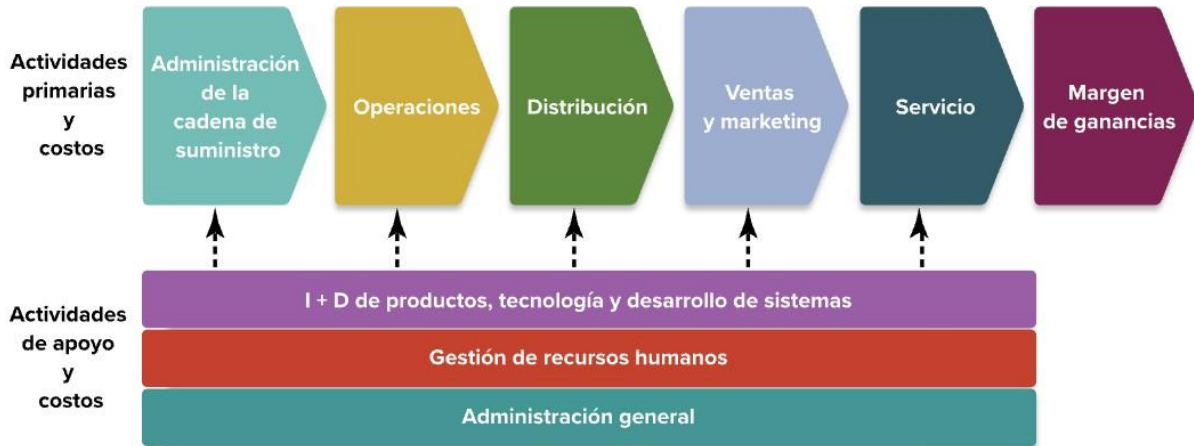 Actividades
primarias
y
costos
Administración
de la
cadena de
suministro
Operaciones
Distribución
Ventas
y marketing
Servicio
Margen
de ganancias
Actividades
de apoyo
y
costos
I + D de productos, tecnología y desarrollo de sistemas
Gestión de recursos humanos
Administración general